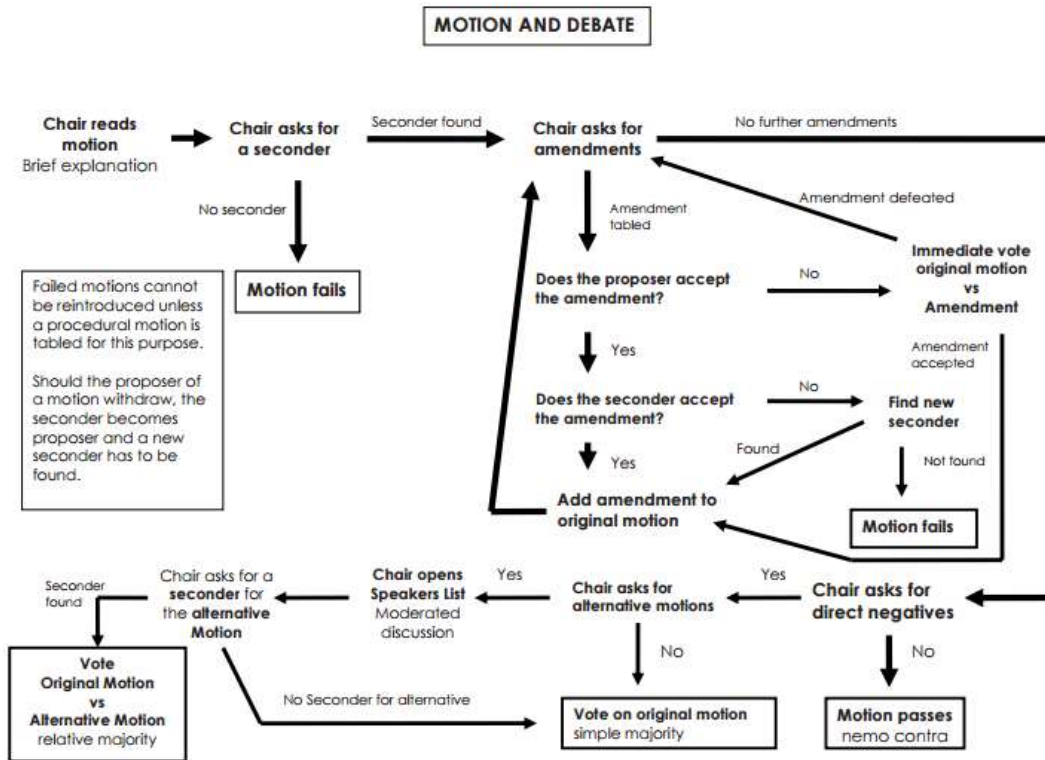 MOTION AND DEBATE
Chair reads
motion
Brief explanation
Chair asks for
a seconder
Seconder found
Chair asks for
amendments
No further amendments
No seconder
Amendment
tabled
Amendment defeated
Motion fails
Failed motions cannot
be reintroduced unless
a procedural motion is
tabled for this purpose.
Should the proposer of
a motion withdraw, the
seconder becomes
proposer and a new
seconder has to be
found.
Does the proposer accept
the amendment?
No
Immediate vote
original motion
vs
Amendment
Yes
Amendment
accepted
Does the seconder accept
the amendment?
No
Find new
seconder
Yes
Found
Not found
Add amendment to
original motion
Motion fails
Seconder
found
Chair asks for a
seconder for
the alternative
Motion
Chair opens
Speakers List
Moderated
discussion
Yes
Chair asks for
alternative motions
Yes
Chair asks for
direct negatives
No
No
Vote
Original Motion
vs
Alternative Motion
relative majority
No Seconder for alternative
Vote on original motion
simple majority
Motion passes
nemo contra